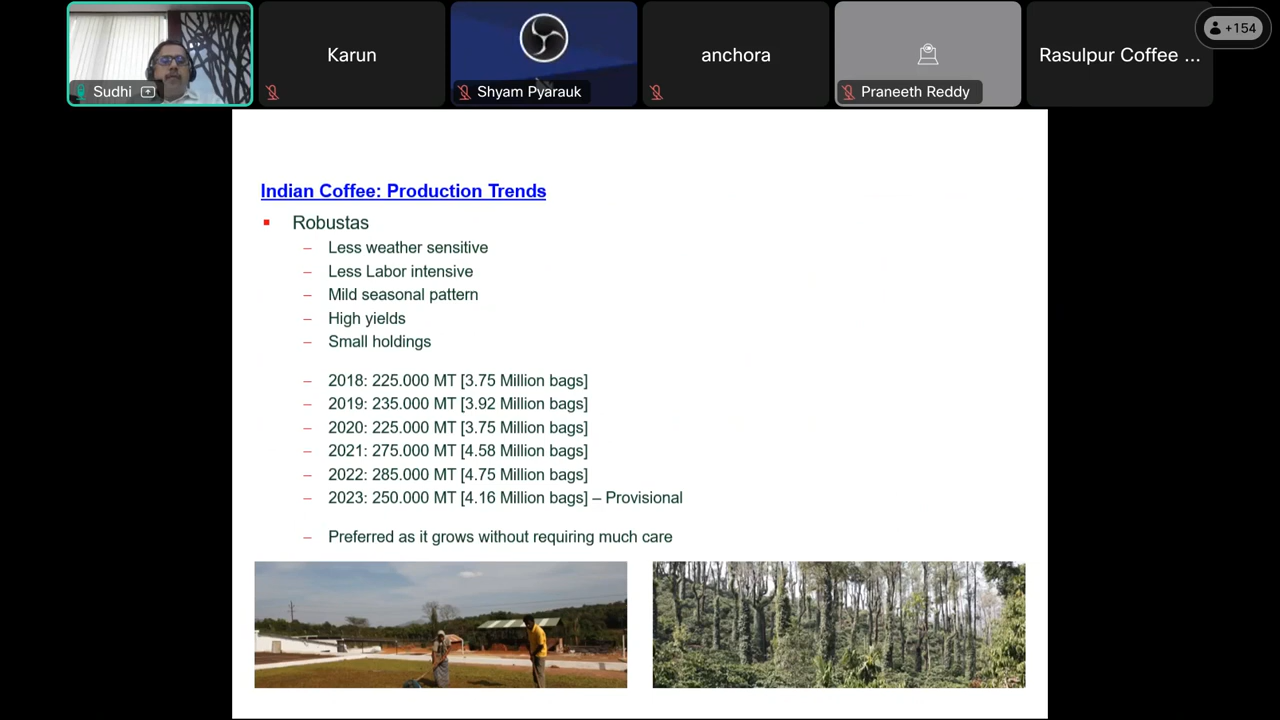 Sudhi
Karun
Shyam Pyarauk
anchora
Praneeth Reddy
Rasulpur Coffee ...
+154
Indian Coffee: Production Trends
▪ Robustas
– Less weather sensitive
– Less Labor intensive
– Mild seasonal pattern
– High yields
– Small holdings
– 2018: 225.000 MT [3.75 Million bags]
– 2019: 235.000 MT [3.92 Million bags]
– 2020: 225.000 MT [3.75 Million bags]
– 2021: 275.000 MT [4.58 Million bags]
– 2022: 285.000 MT [4.75 Million bags]
– 2023: 250.000 MT [4.16 Million bags] – Provisional
– Preferred as it grows without requiring much care